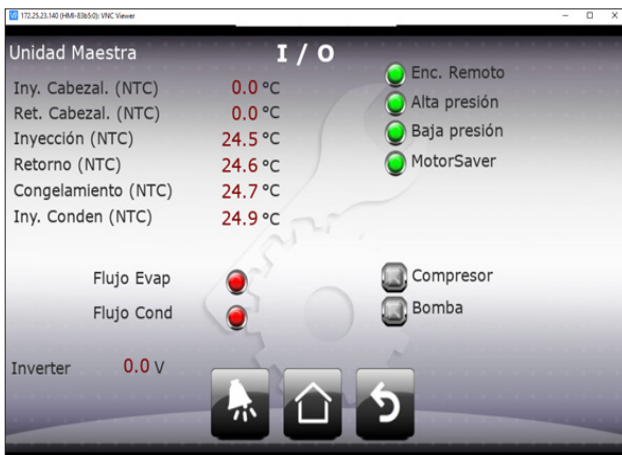 172.25.23.140 (HMI-83b5:0): VNC Viewer
Unidad Maestra
I / O
Iny. Cabezal. (NTC) 0.0 °C
Ret. Cabezal. (NTC) 0.0 °C
Inyección (NTC) 24.5 °C
Retorno (NTC) 24.6 °C
Congelamiento (NTC) 24.7 °C
Iny. Conden (NTC) 24.9 °C
Enc. Remoto
Alta presión
Baja presión
MotorSaver
Flujo Evap
Flujo Cond
Compresor
Bomba
Inverter 0.0 V